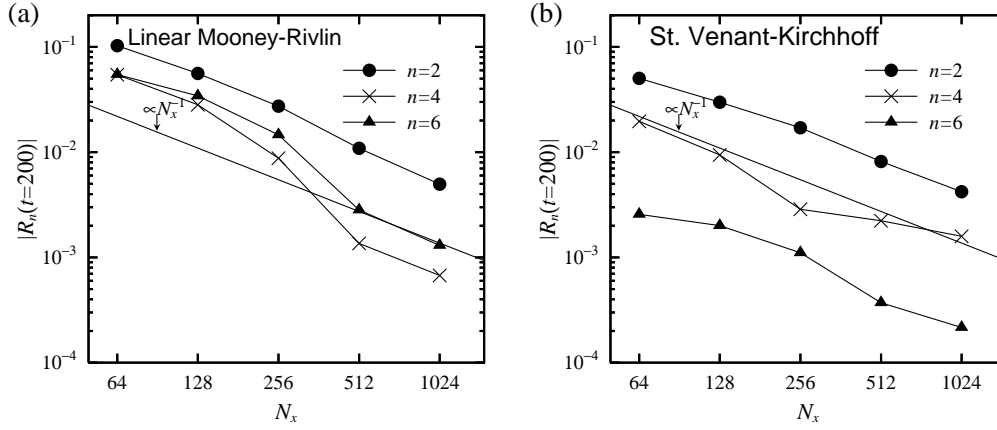 (a)
Linear Mooney-Rivlin
n=2
n=4
n=6
∝N_x^{-1}
|R_n(t=200)|
10^{-1}
10^{-2}
10^{-3}
10^{-4}
64 128 256 512 1024
N_x
(b)
St. Venant-Kirchhoff
n=2
n=4
n=6
∝N_x^{-1}
|R_n(t=200)|
10^{-1}
10^{-2}
10^{-3}
10^{-4}
64 128 256 512 1024
N_x